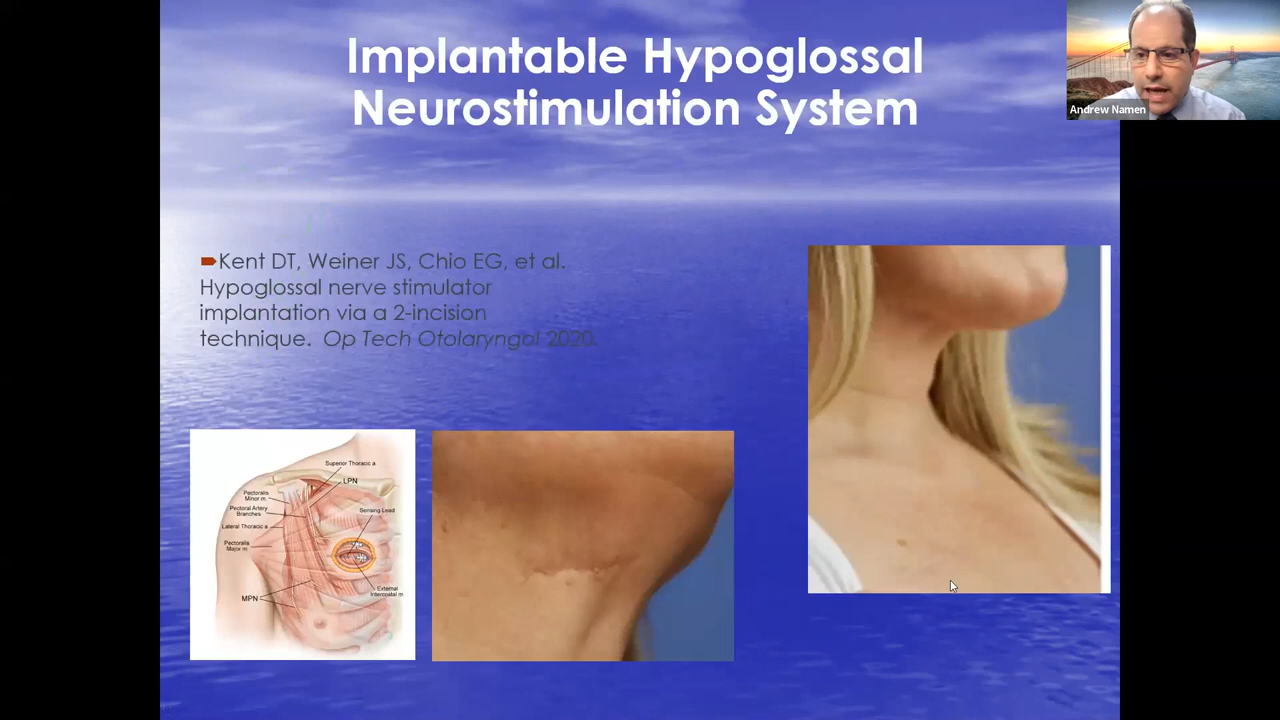 Implantable Hypoglossal
Neurostimulation System
Andrew Namen
Kent DT, Weiner JS, Chio EG, et al.
Hypoglossal nerve stimulator
implantation via a 2-incision
technique. Op Tech Otolaryngol 2020.
Superior Thoracic a
LPN
Pectoralis
Minor m.
Pectoral Artery
Branches
Sensing Lead
Lateral Thoracic a
Pectoralis
Major m
External
Intercostal m.
MPN